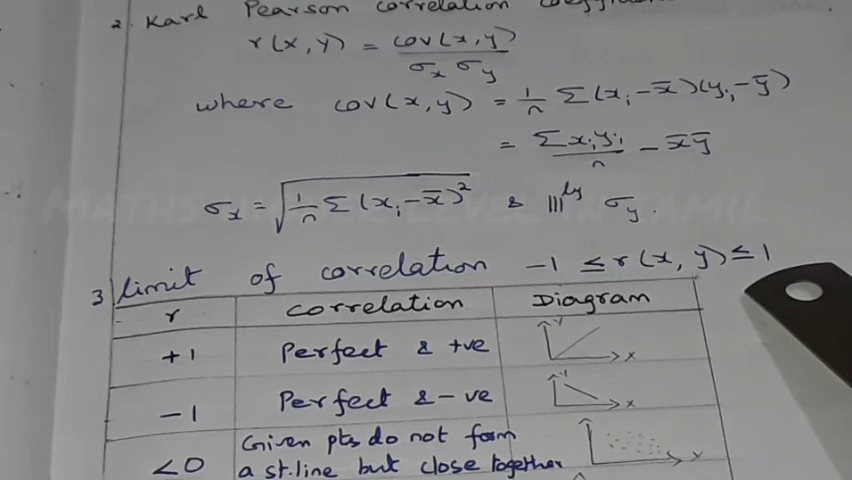 2. Karl Pearson correlation
r(x, y) = cov(x, y) / σx σy
where cov(x, y) = 1/n Σ(xi - x̄)(yi - ȳ)
= Σxiyi / n - x̄ȳ
σx = √(1/n Σ(xi - x̄)²) & |||ly σy.
3 limit of correlation -1 ≤ r(x, y) ≤ 1
r correlation Diagram
+1 Perfect & +ve Y X
-1 Perfect & -ve Y X
<0 Given pts do not form
a st.line but close together